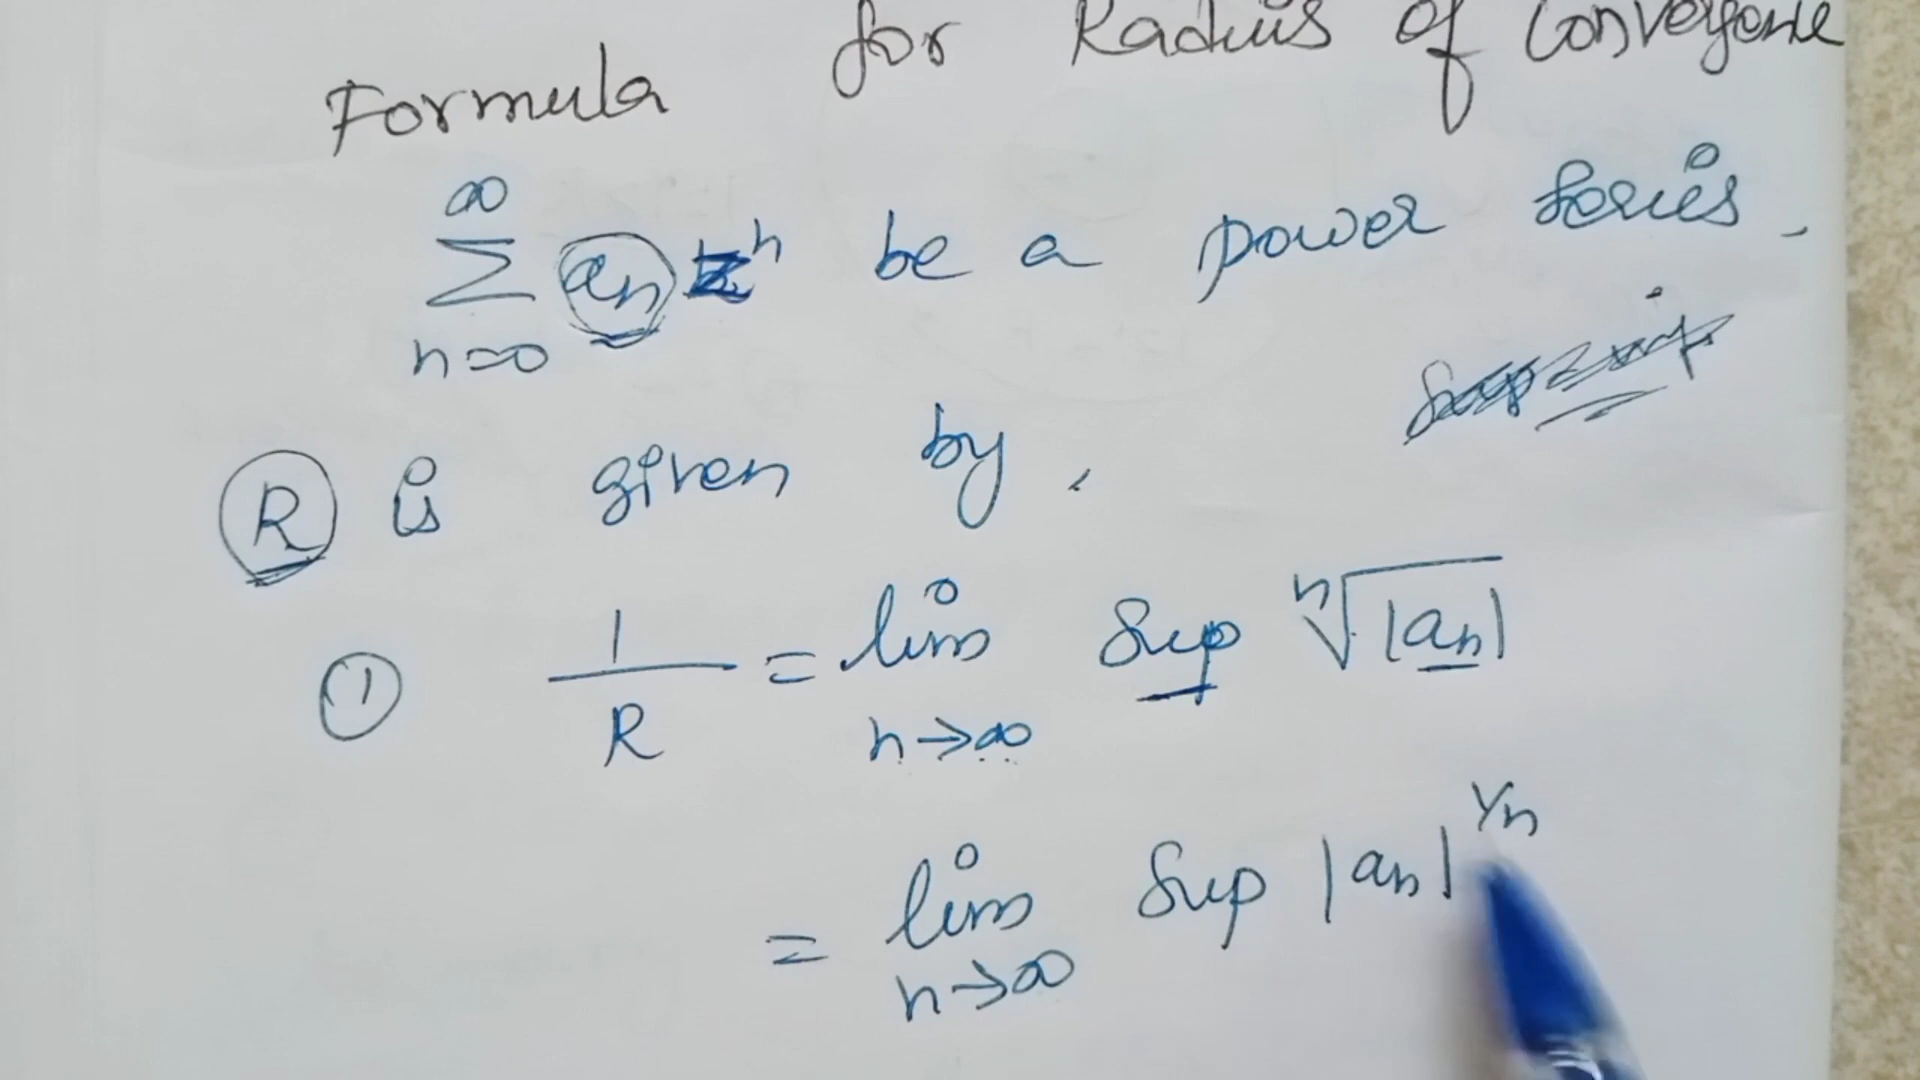 Formula for Radius of Convergence
∞
∑ aₙ zⁿ be a power series.
n=0
R is given by,
① 1/R = lim sup ⁿ√|aₙ|
n→∞
= lim sup |aₙ|^1/n
n→∞